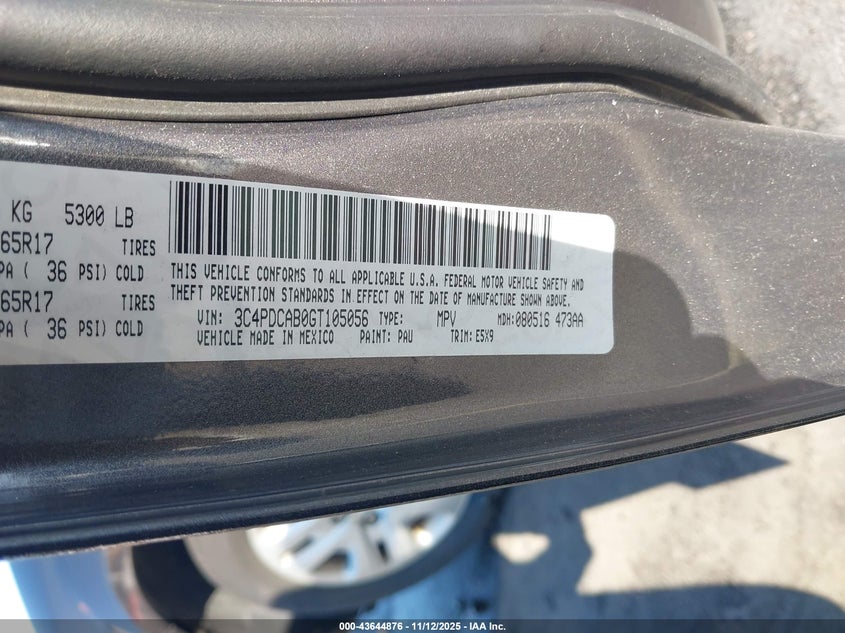 KG 5300 LB
65R17 TIRES
PA ( 36 PSI) COLD
65R17 TIRES
PA ( 36 PSI) COLD
THIS VEHICLE CONFORMS TO ALL APPLICABLE U.S.A. FEDERAL MOTOR VEHICLE SAFETY AND
THEFT PREVENTION STANDARDS IN EFFECT ON THE DATE OF MANUFACTURE SHOWN ABOVE.
VIN: 3C4PDCAB0GT105056 TYPE: MPV MDH:080516 473AA
VEHICLE MADE IN MEXICO PAINT: PAU TRIM: E5X9
000-43644876 - 11/12/2025 - IAA Inc.